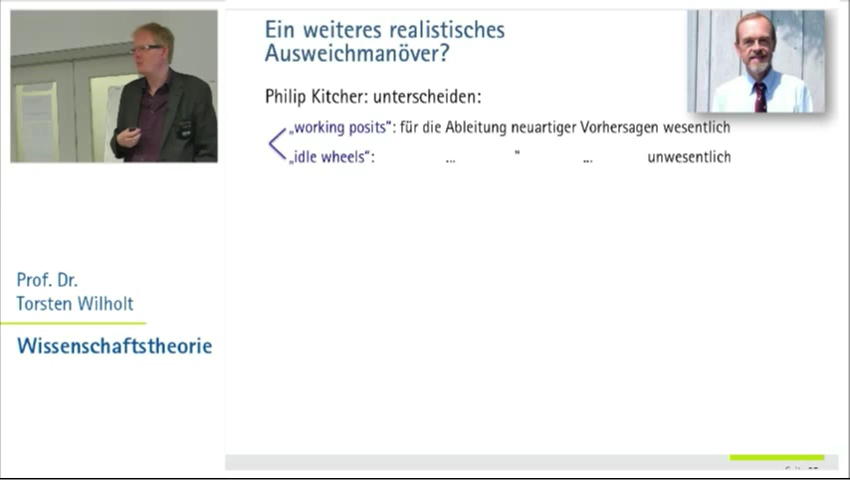 Ein weiteres realistisches
Ausweichmanöver?
Philip Kitcher: unterscheiden:
„working posits“: für die Ableitung neuartiger Vorhersagen wesentlich
„idle wheels“: ... " ... unwesentlich
Prof. Dr.
Torsten Wilholt
Wissenschaftstheorie